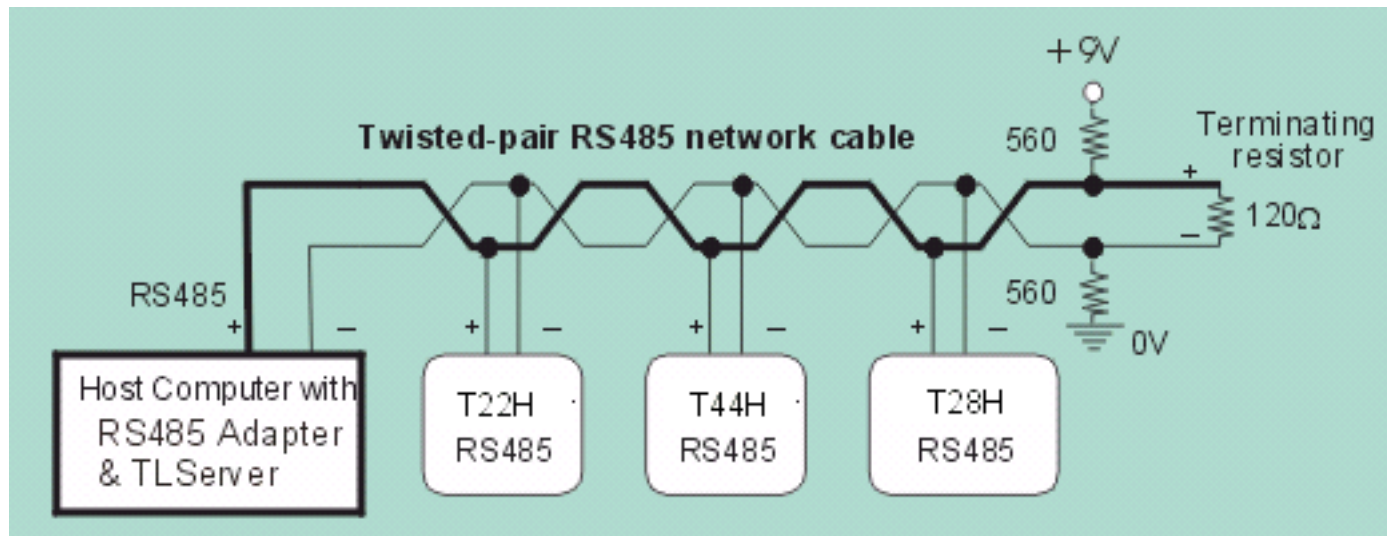 +9V
Twisted-pair RS485 network cable
560
Terminating
resistor
+
120Ω
–
RS485
560
0V
+ –
+ –
+ –
+ –
Host Computer with
RS485 Adapter
& TLServer
T22H
RS485
T44H
RS485
T28H
RS485